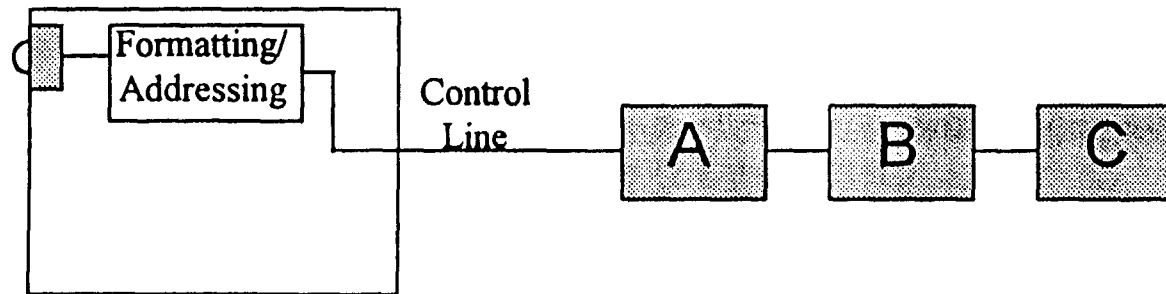 Formatting/
Addressing
Control
Line
A
B
C